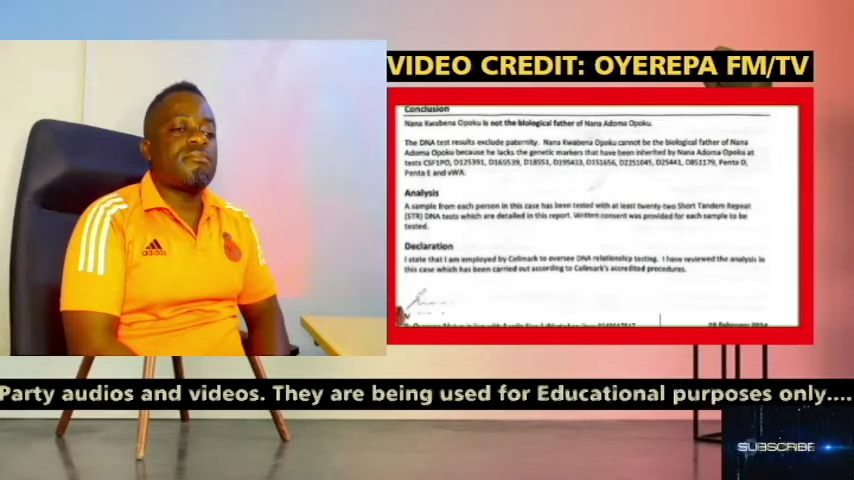 VIDEO CREDIT: OYEREPA FM/TV
Conclusion
Nana Kwabena Opoku is not the biological father of Nana Adoma Opoku.
The DNA test results exclude paternity. Nana Kwabena Opoku cannot be the biological father of Nana
Adoma Opoku because he lacks the genetic markers that have been inherited by Nana Adoma Opoku at
tests CSF1PO, D12S391, D16S539, D18S51, D19S433, D1S1656, D22S1045, D2S441, D8S1179, Penta D,
Penta E and vWA.
Analysis
A sample from each person in this case has been tested with at least twenty-two Short Tandem Repeat
(STR) DNA tests which are detailed in this report. Written consent was provided for each sample to be
tested.
Declaration
I state that I am employed by Cellmark to oversee DNA relationship testing. I have reviewed the analysis in
this case which has been carried out according to Cellmark's accredited procedures.
adidas
Party audios and videos. They are being used for Educational purposes only....
SUBSCRIBE